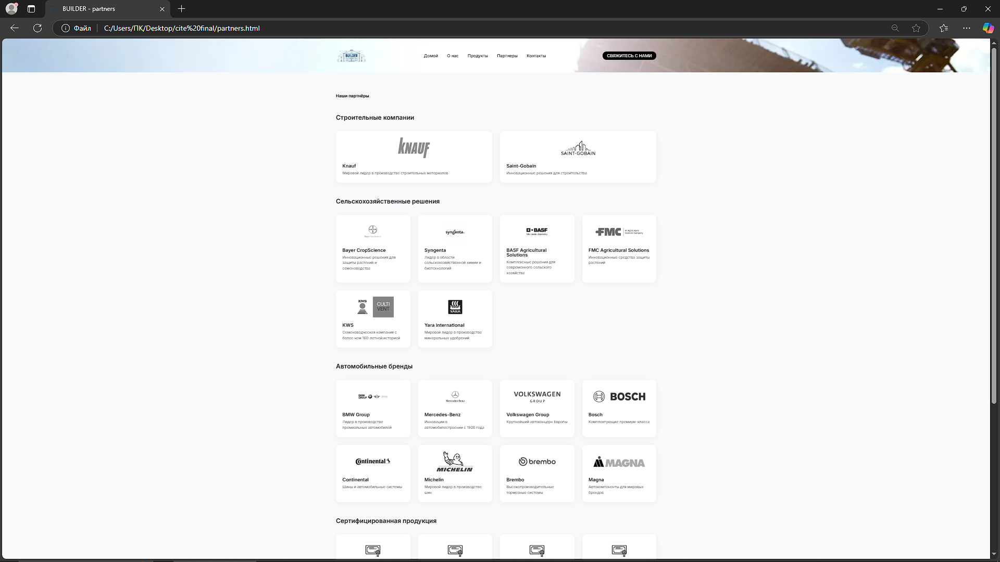 BUILDER - partners
Файл
C:/Users/ПК/Desktop/cite%20final/partners.html
BUILDER
Домой
О нас
Продукты
Партнеры
Контакты
СВЯЖИТЕСЬ С НАМИ
Наши партнёры
Строительные компании
KNAUF
SAINT-GOBAIN
Knauf
Мировой лидер в производстве строительных материалов
Saint-Gobain
Инновационные решения для строительства
Сельскохозяйственные решения
Bayer CropScience
syngenta
BASF
We create chemistry
FMC
An Agricultural
Sciences Company
Bayer CropScience
Инновационные решения для
защиты растений и
семеноводства
Syngenta
Лидер в области
сельскохозяйственной химии и
биотехнологий
BASF Agricultural
Solutions
Комплексные решения для
современного сельского
хозяйства
FMC Agricultural Solutions
Инновационные средства защиты
растений
KWS
CULTI
VENT
YARA
KWS
Семеноводческая компания с
более чем 160-летней историей
Yara International
Мировой лидер в производстве
минеральных удобрений
Автомобильные бренды
BMW
GROUP
Mercedes-Benz
VOLKSWAGEN
GROUP
BOSCH
BMW Group
Лидер в производстве
премиальных автомобилей
Mercedes-Benz
Инновации в
автомобилестроении с 1926 года
Volkswagen Group
Крупнейший автоконцерн Европы
Bosch
Комплектующие премиум-класса
Continental
MICHELIN
brembo
MAGNA
Continental
Шины и автомобильные системы
Michelin
Мировой лидер в производстве
шин
Brembo
Высокопроизводительные
тормозные системы
Magna
Автокомпоненты для мировых
брендов
Сертифицированная продукция